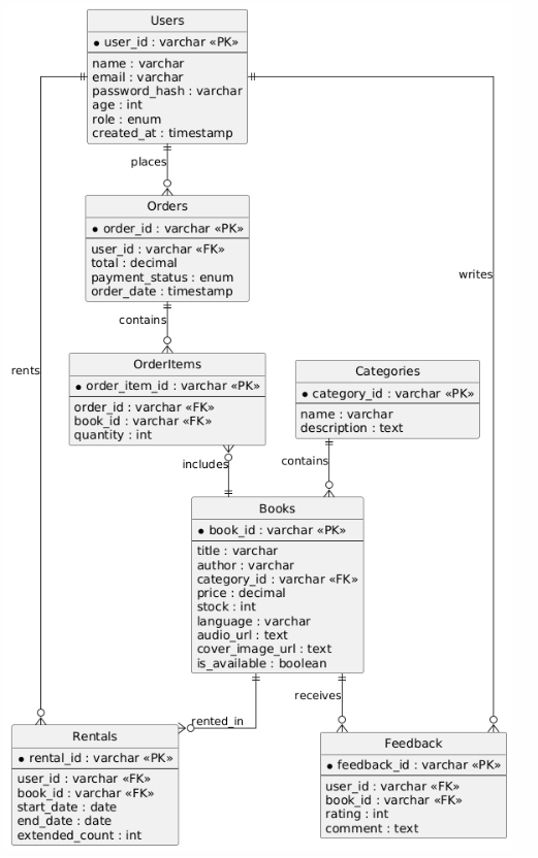 Users
user_id : varchar «PK»
name : varchar
email : varchar
password_hash : varchar
age : int
role : enum
created_at : timestamp
places
Orders
order_id : varchar «PK»
user_id : varchar «FK»
total : decimal
payment_status : enum
order_date : timestamp
writes
contains
rents
OrderItems
order_item_id : varchar «PK»
order_id : varchar «FK»
book_id : varchar «FK»
quantity : int
Categories
category_id : varchar «PK»
name : varchar
description : text
includes
contains
Books
book_id : varchar «PK»
title : varchar
author : varchar
category_id : varchar «FK»
price : decimal
stock : int
language : varchar
audio_url : text
cover_image_url : text
is_available : boolean
receives
rented_in
Rentals
rental_id : varchar «PK»
user_id : varchar «FK»
book_id : varchar «FK»
start_date : date
end_date : date
extended_count : int
Feedback
feedback_id : varchar «PK»
user_id : varchar «FK»
book_id : varchar «FK»
rating : int
comment : text